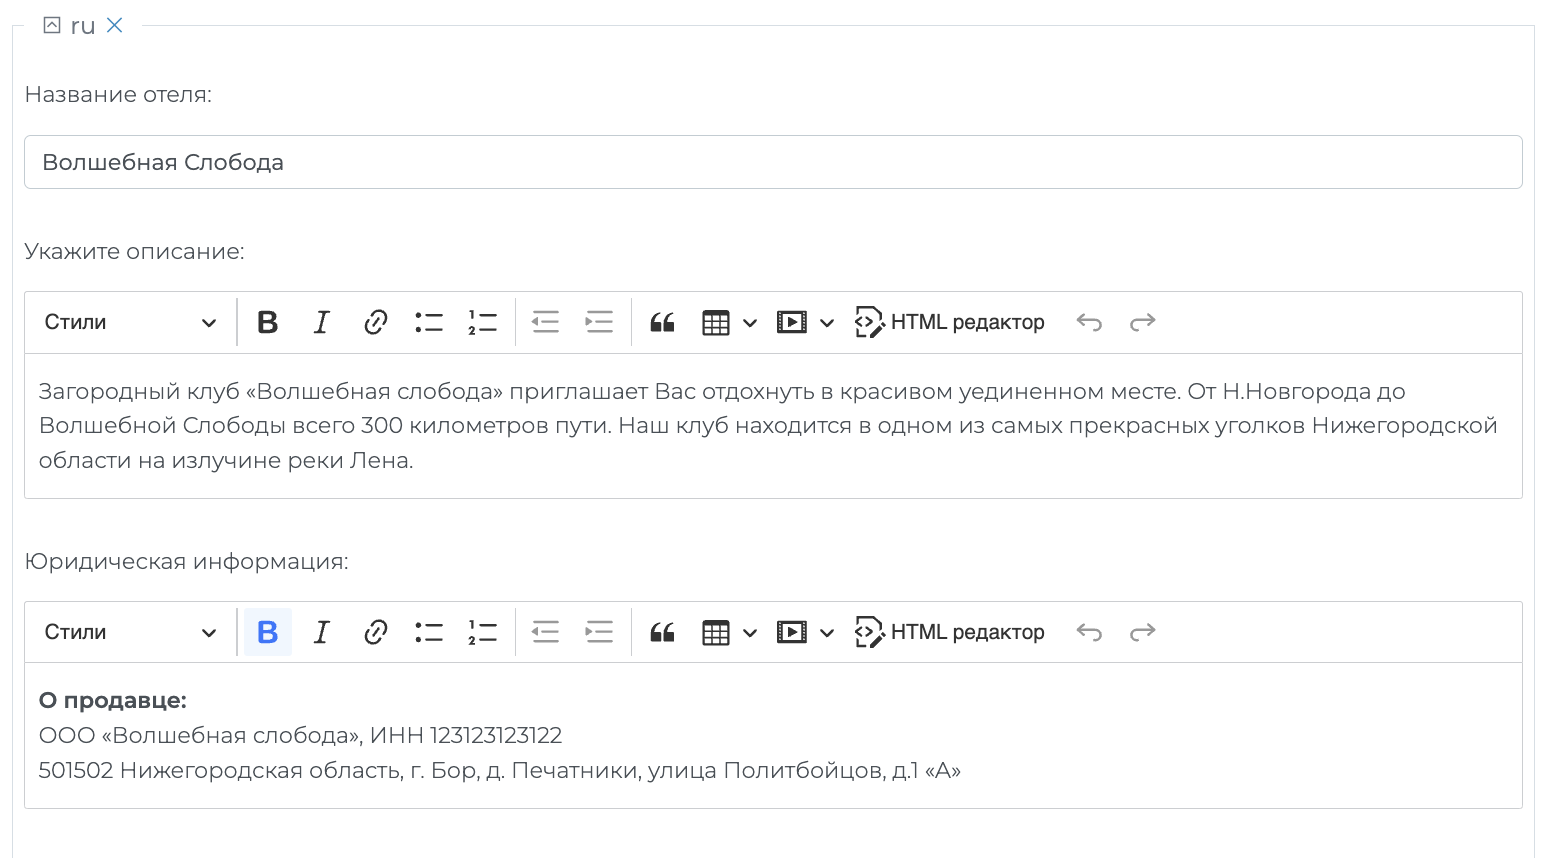 ru
Название отеля:
Волшебная Слобода
Укажите описание:
Стили B I HTML редактор
Загородный клуб «Волшебная слобода» приглашает Вас отдохнуть в красивом уединенном месте. От Н.Новгорода до
Волшебной Слободы всего 300 километров пути. Наш клуб находится в одном из самых прекрасных уголков Нижегородской
области на излучине реки Лена.
Юридическая информация:
Стили B I HTML редактор
О продавце:
ООО «Волшебная слобода», ИНН 123123123122
501502 Нижегородская область, г. Бор, д. Печатники, улица Политбойцов, д.1 «А»